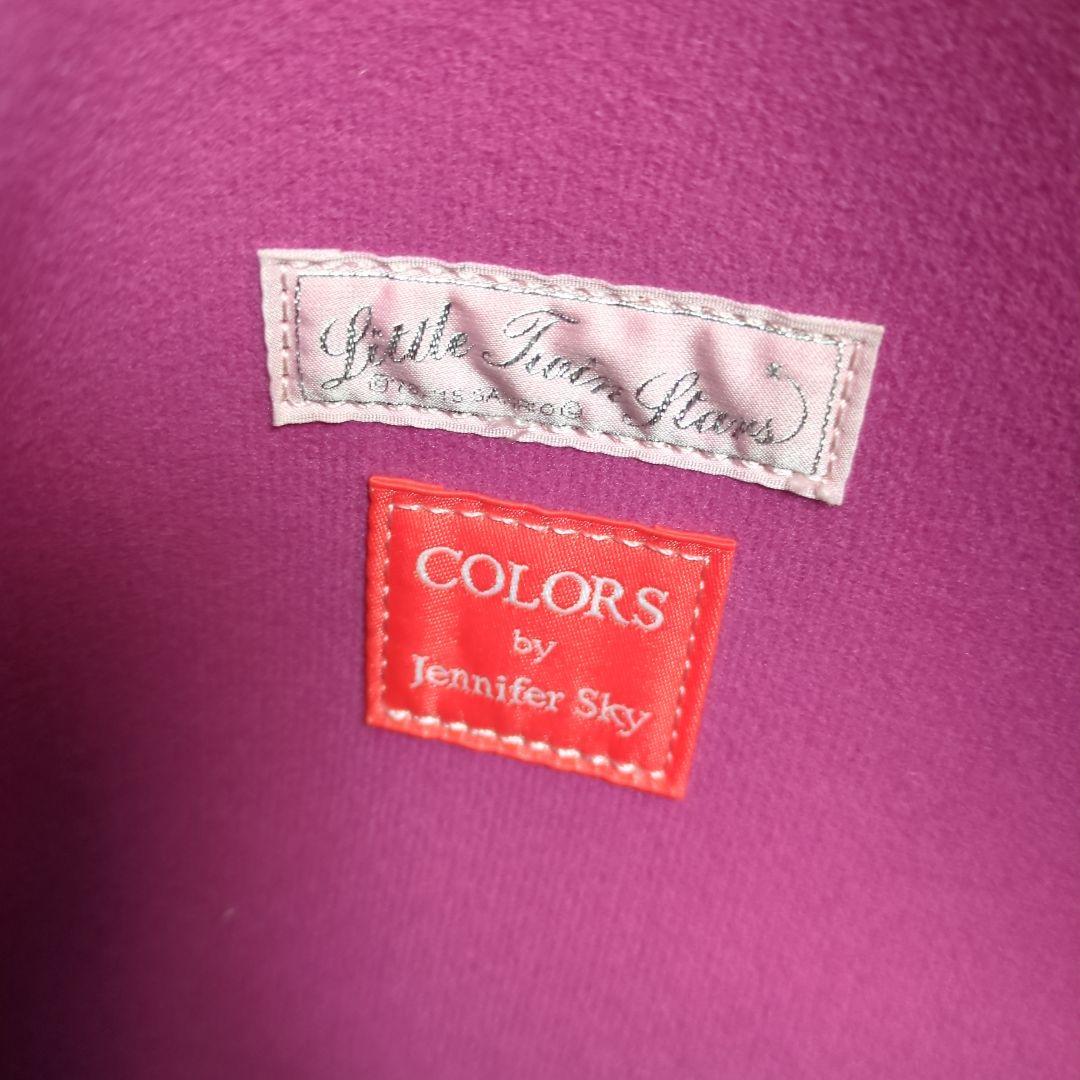 Little Twin Stars
COLORS
by
Jennifer Sky